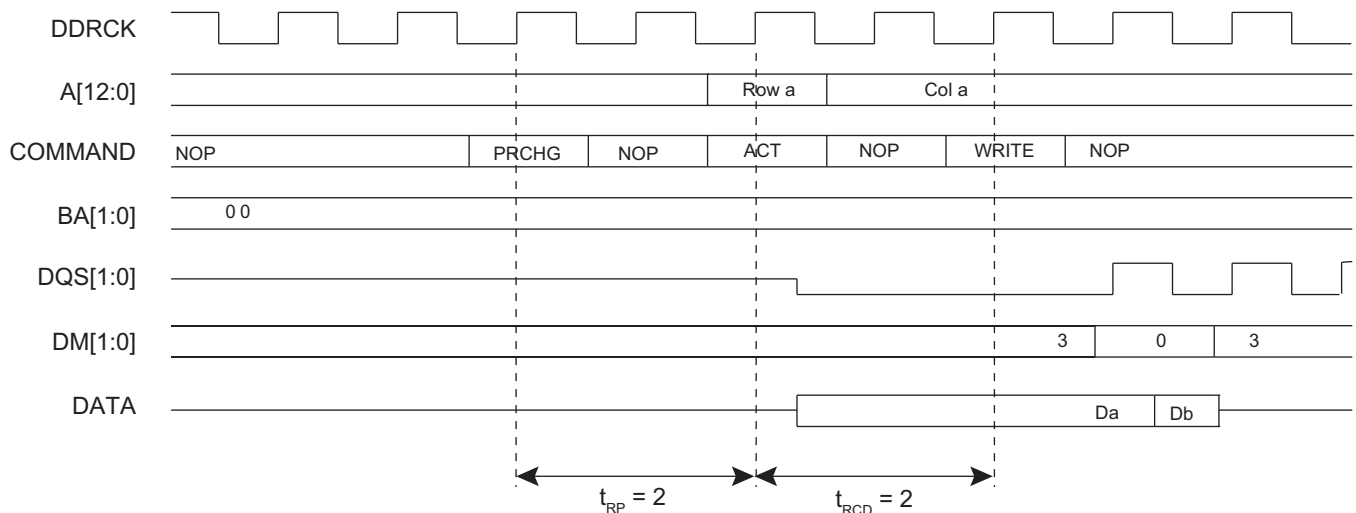 DDRCK
A[12:0] Row a Col a
COMMAND NOP PRCHG NOP ACT NOP WRITE NOP
BA[1:0] 0 0
DQS[1:0]
DM[1:0] 3 0 3
DATA Da Db
tRP = 2 tRCD = 2